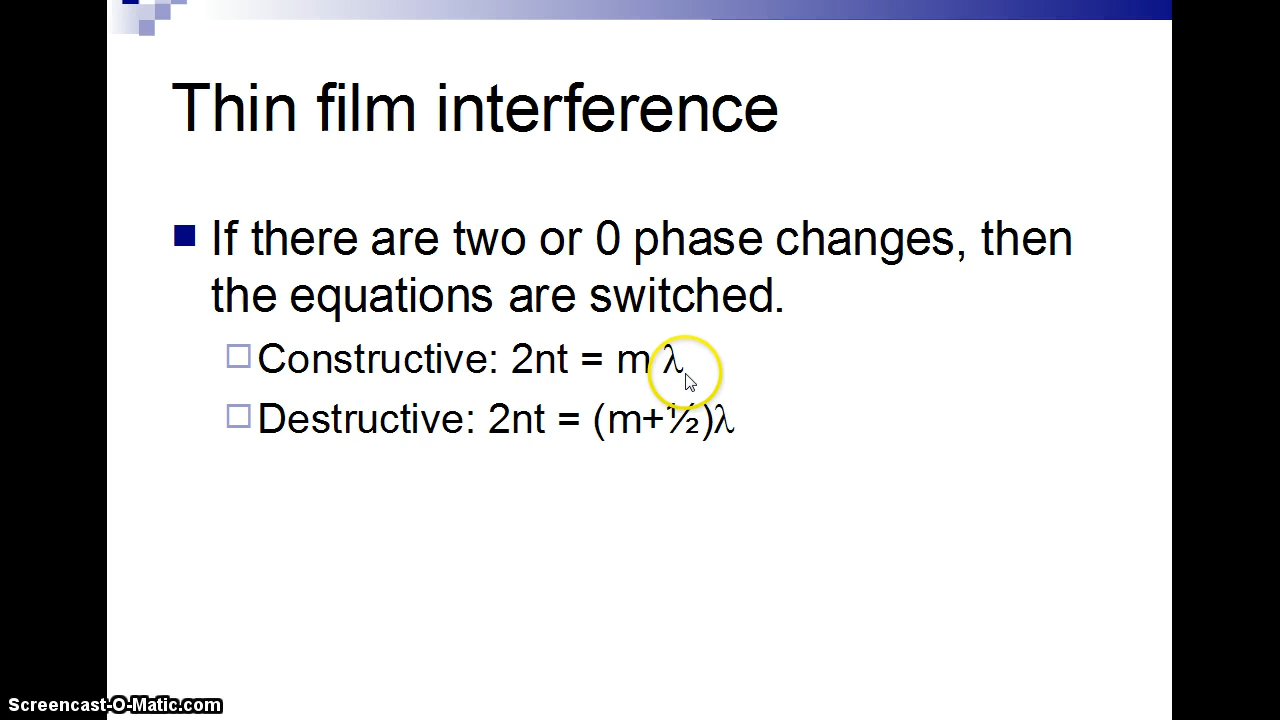 Thin film interference
If there are two or 0 phase changes, then
the equations are switched.
Constructive: 2nt = m λ
Destructive: 2nt = (m+½)λ
Screencast-O-Matic.com